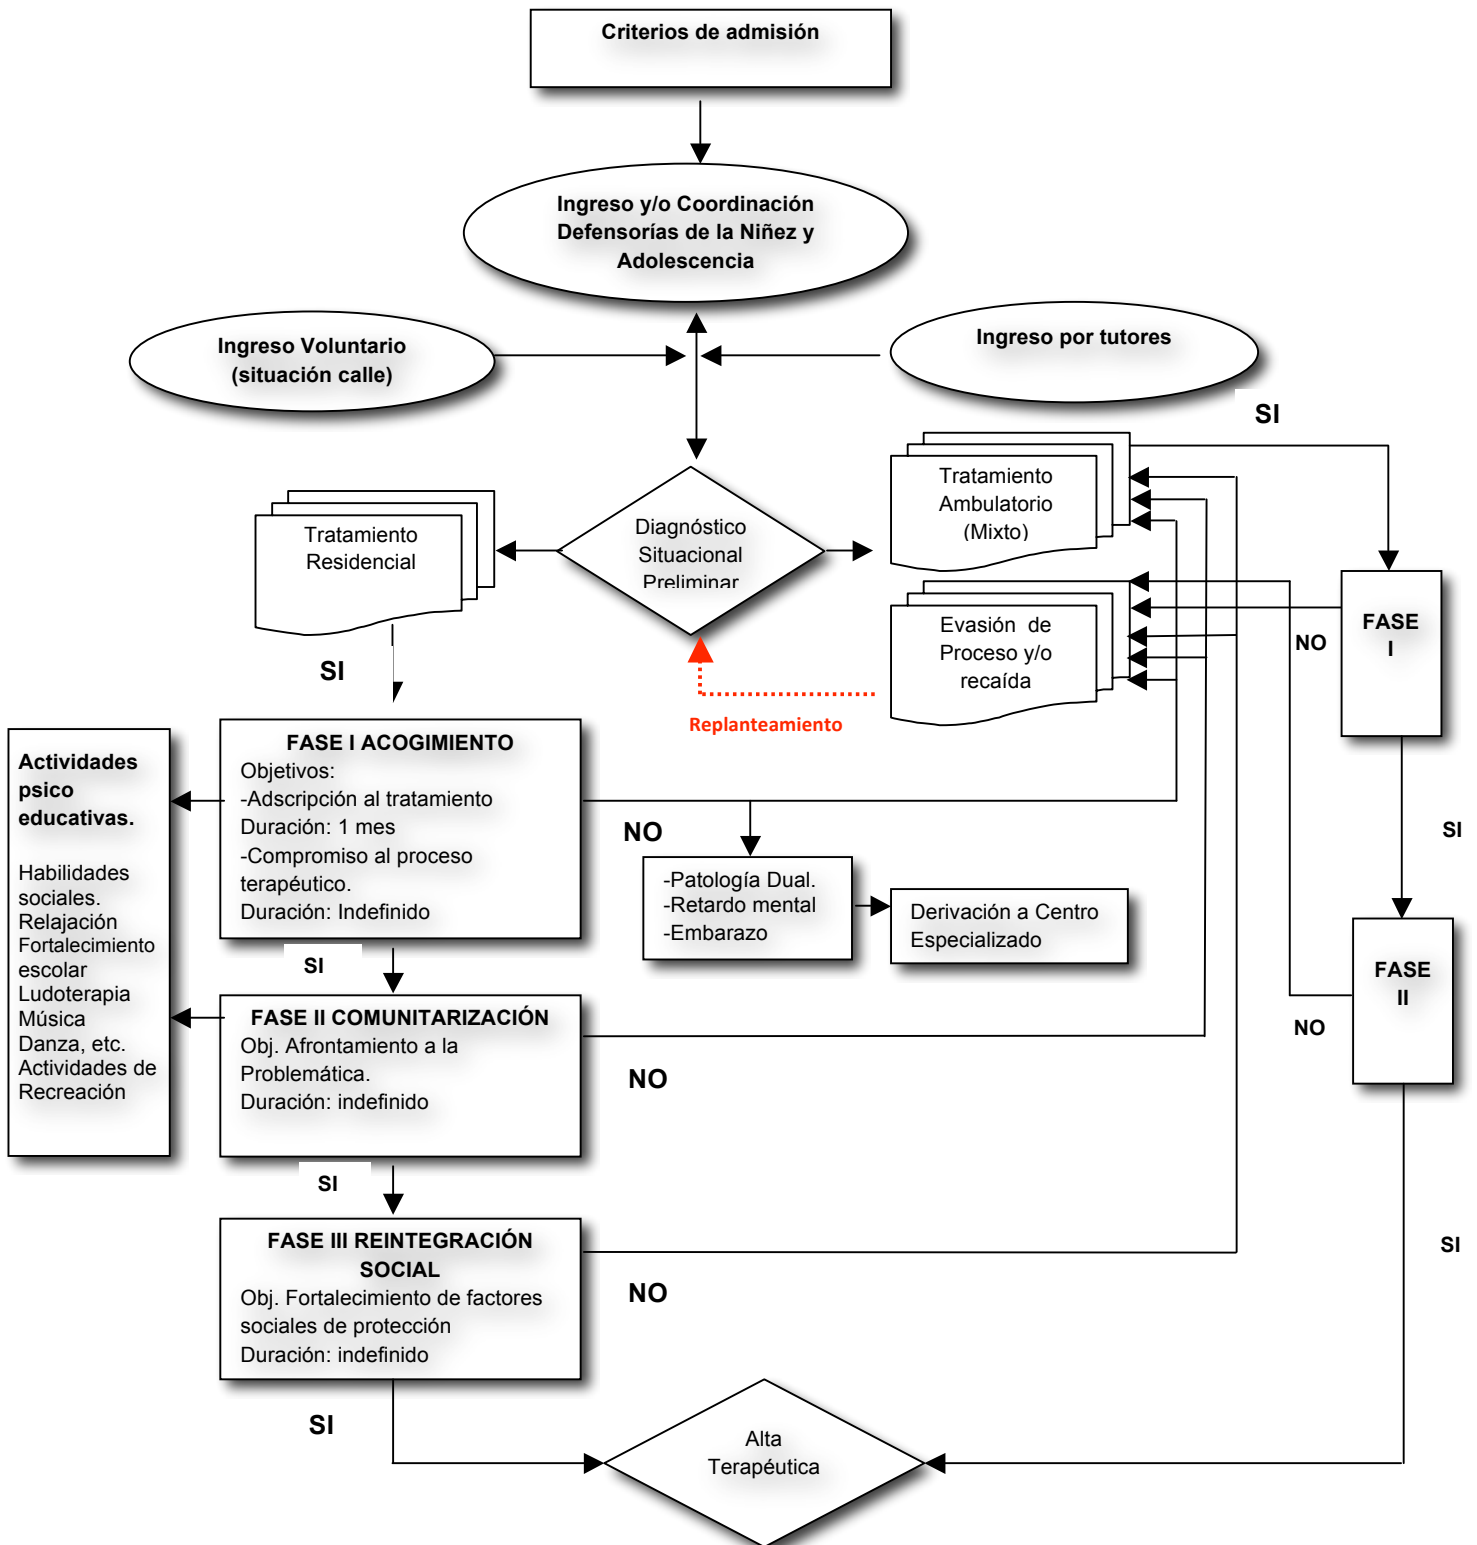 Criterios de admisión
Ingreso y/o Coordinación
Defensorías de la Niñez y
Adolescencia
Ingreso Voluntario
(situación calle)
Ingreso por tutores
SI
Tratamiento
Residencial
Diagnóstico
Situacional
Preliminar
Tratamiento
Ambulatorio
(Mixto)
Evasión de
Proceso y/o
recaída
Replanteamiento
NO
FASE
I
SI
SI
FASE I ACOGIMIENTO
Objetivos:
-Adscripción al tratamiento
Duración: 1 mes
-Compromiso al proceso
terapéutico.
Duración: Indefinido
Actividades
psico
educativas.
Habilidades
sociales.
Relajación
Fortalecimiento
escolar
Ludoterapia
Música
Danza, etc.
Actividades de
Recreación
NO
-Patología Dual.
-Retardo mental
-Embarazo
Derivación a Centro
Especializado
FASE
II
NO
SI
FASE II COMUNITARIZACIÓN
Obj. Afrontamiento a la
Problemática.
Duración: indefinido
NO
SI
FASE III REINTEGRACIÓN
SOCIAL
Obj. Fortalecimiento de factores
sociales de protección
Duración: indefinido
NO
SI
SI
Alta
Terapéutica